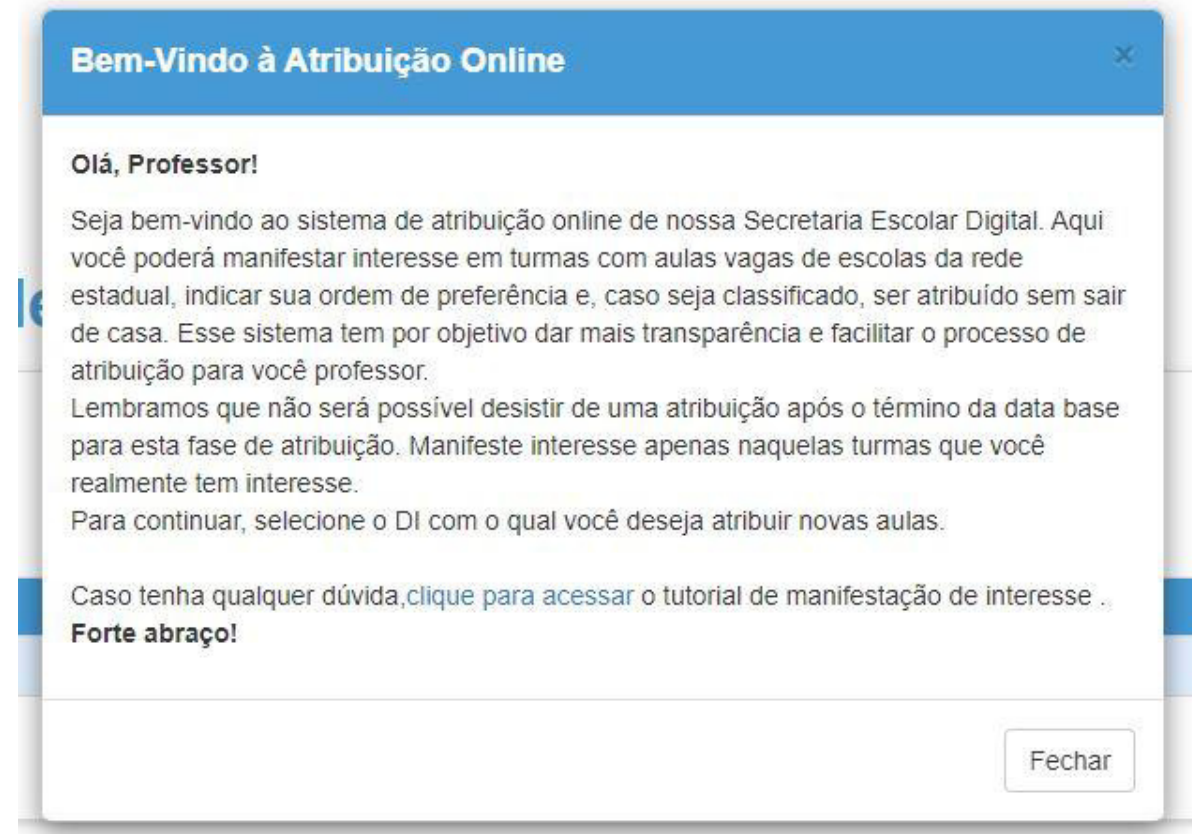 Bem-Vindo à Atribuição Online
×
Olá, Professor!
Seja bem-vindo ao sistema de atribuição online de nossa Secretaria Escolar Digital. Aqui
você poderá manifestar interesse em turmas com aulas vagas de escolas da rede
estadual, indicar sua ordem de preferência e, caso seja classificado, ser atribuído sem sair
de casa. Esse sistema tem por objetivo dar mais transparência e facilitar o processo de
atribuição para você professor.
Lembramos que não será possível desistir de uma atribuição após o término da data base
para esta fase de atribuição. Manifeste interesse apenas naquelas turmas que você
realmente tem interesse.
Para continuar, selecione o DI com o qual você deseja atribuir novas aulas.
Caso tenha qualquer dúvida,clique para acessar o tutorial de manifestação de interesse .
Forte abraço!
Fechar